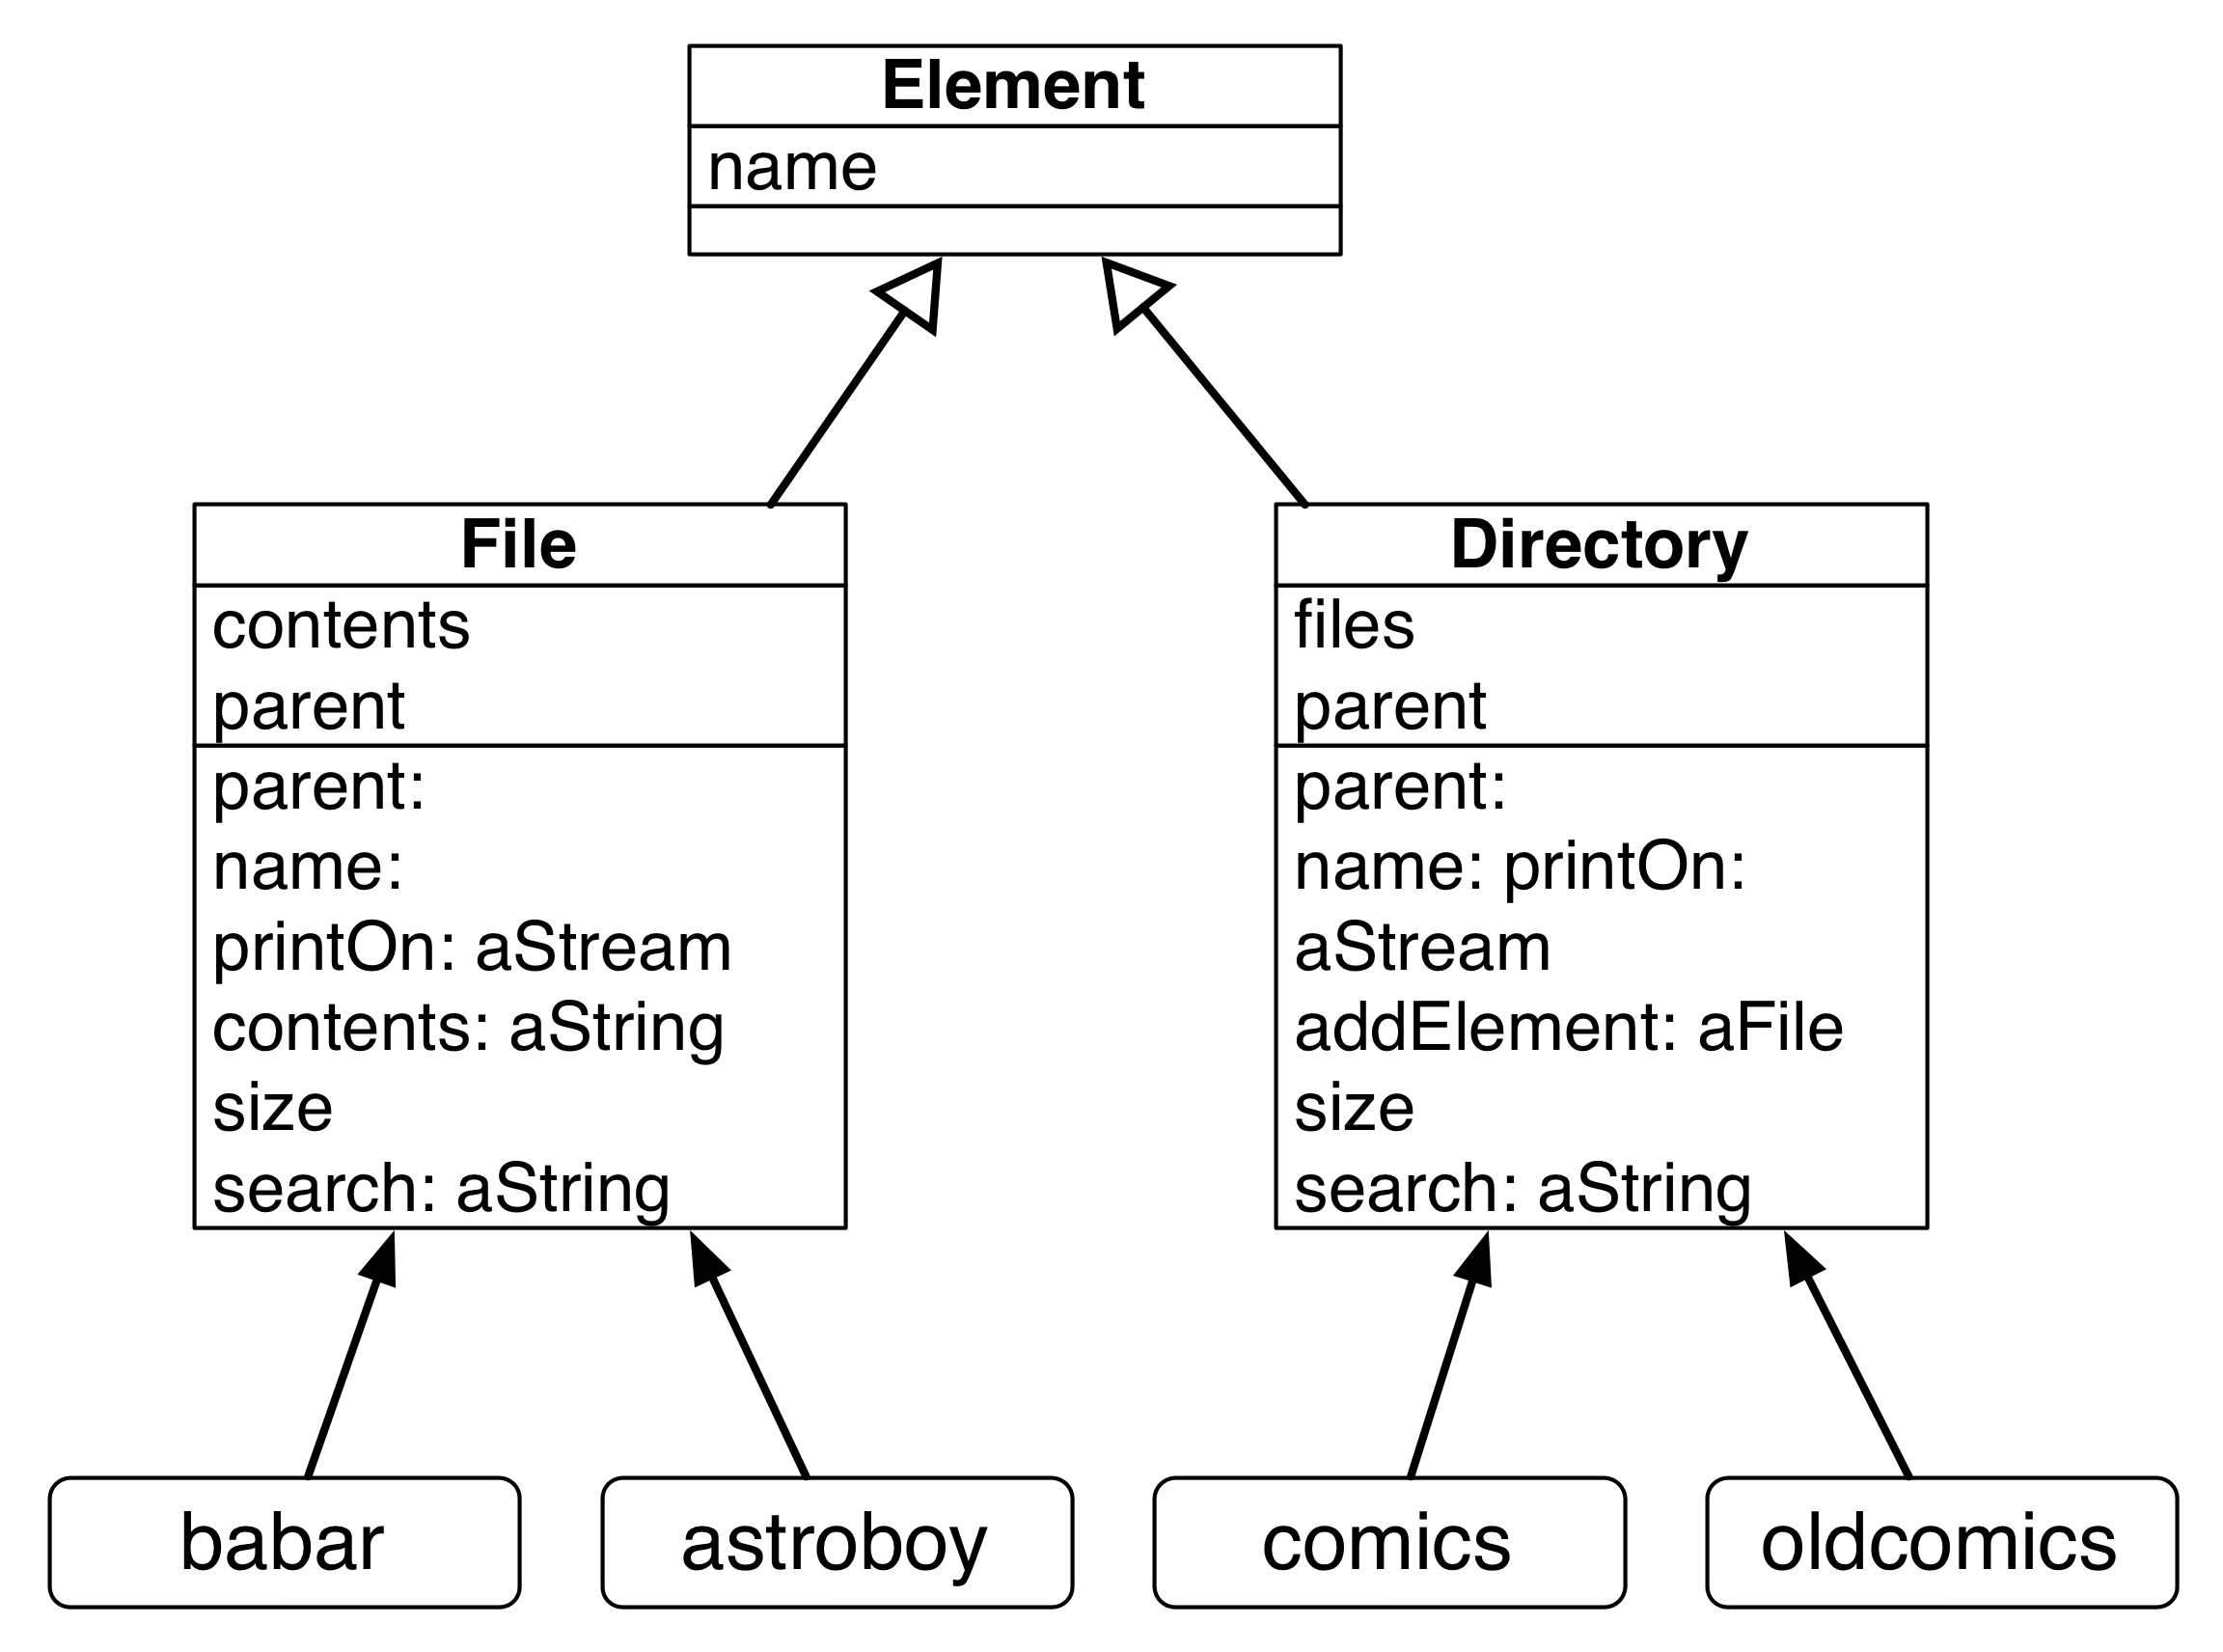 Element
name
File
contents
parent
parent:
name:
printOn: aStream
contents: aString
size
search: aString
Directory
files
parent
parent:
name: printOn:
aStream
addElement: aFile
size
search: aString
babar
astroboy
comics
oldcomics